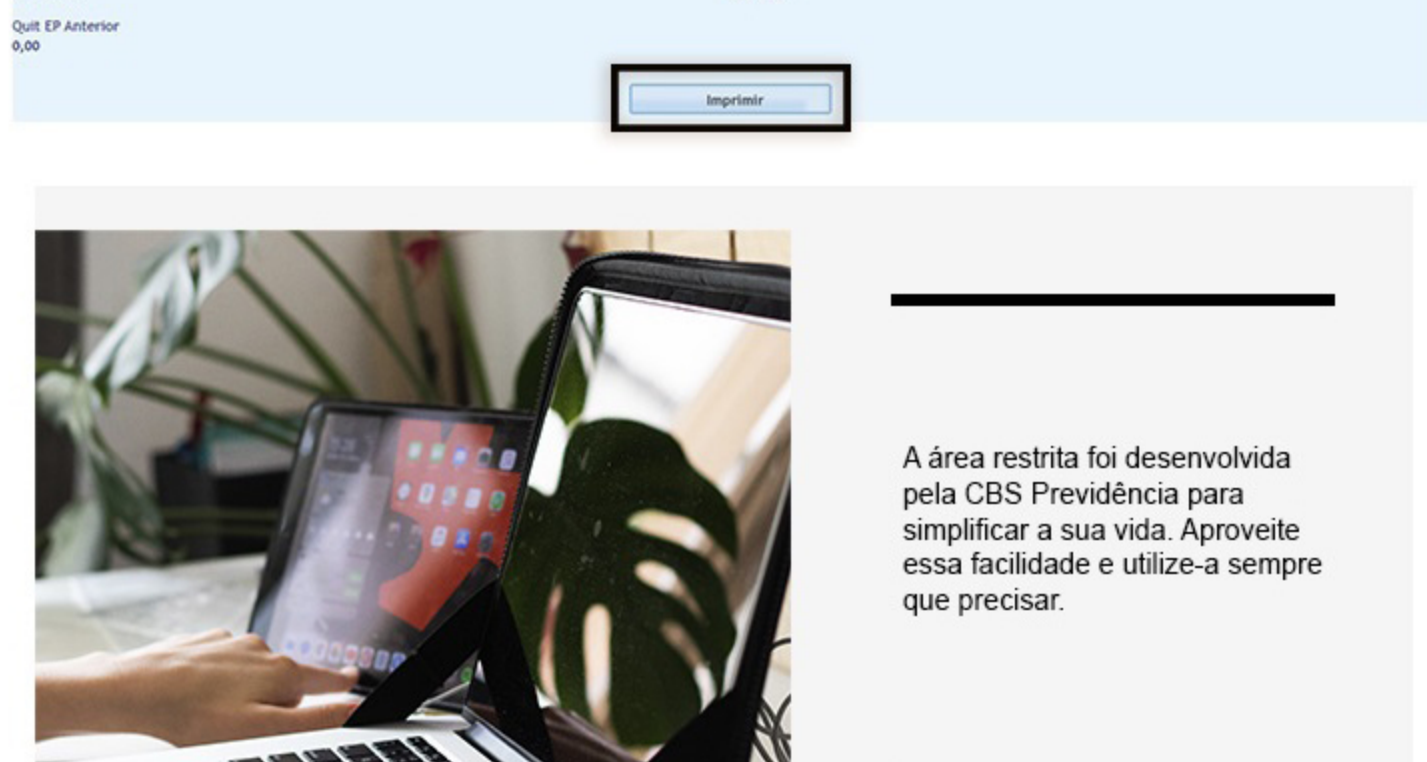 Quit EP Anterior
0,00
Imprimir
A área restrita foi desenvolvida
pela CBS Previdência para
simplificar a sua vida. Aproveite
essa facilidade e utilize-a sempre
que precisar.